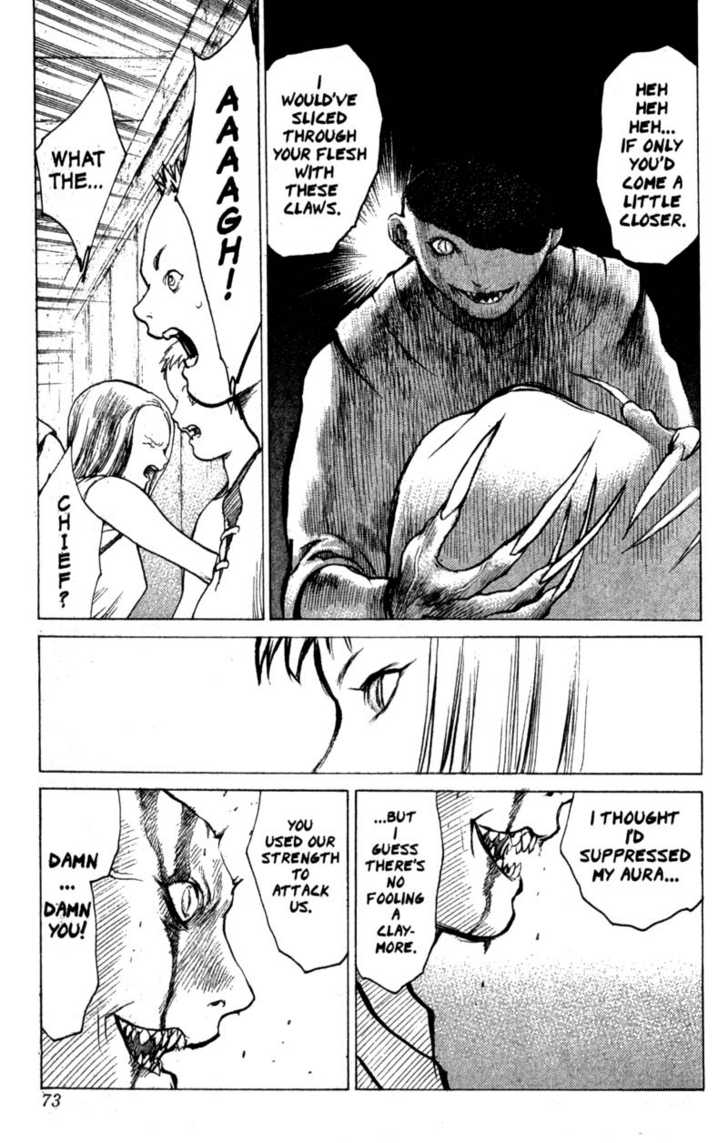 HEH
HEH
HEH...
IF ONLY
YOU'D
COME A
LITTLE
CLOSER.
I
WOULD'VE
SLICED
THROUGH
YOUR FLESH
WITH
THESE
CLAWS.
AAAAGH!
WHAT
THE...
CHIEF?
I THOUGHT
I'D
SUPPRESSED
MY AURA...
...BUT
I
GUESS
THERE'S
NO
FOOLING
A
CLAY-
MORE.
YOU
USED OUR
STRENGTH
TO
ATTACK
US.
DAMN
...
DAMN
YOU!
73